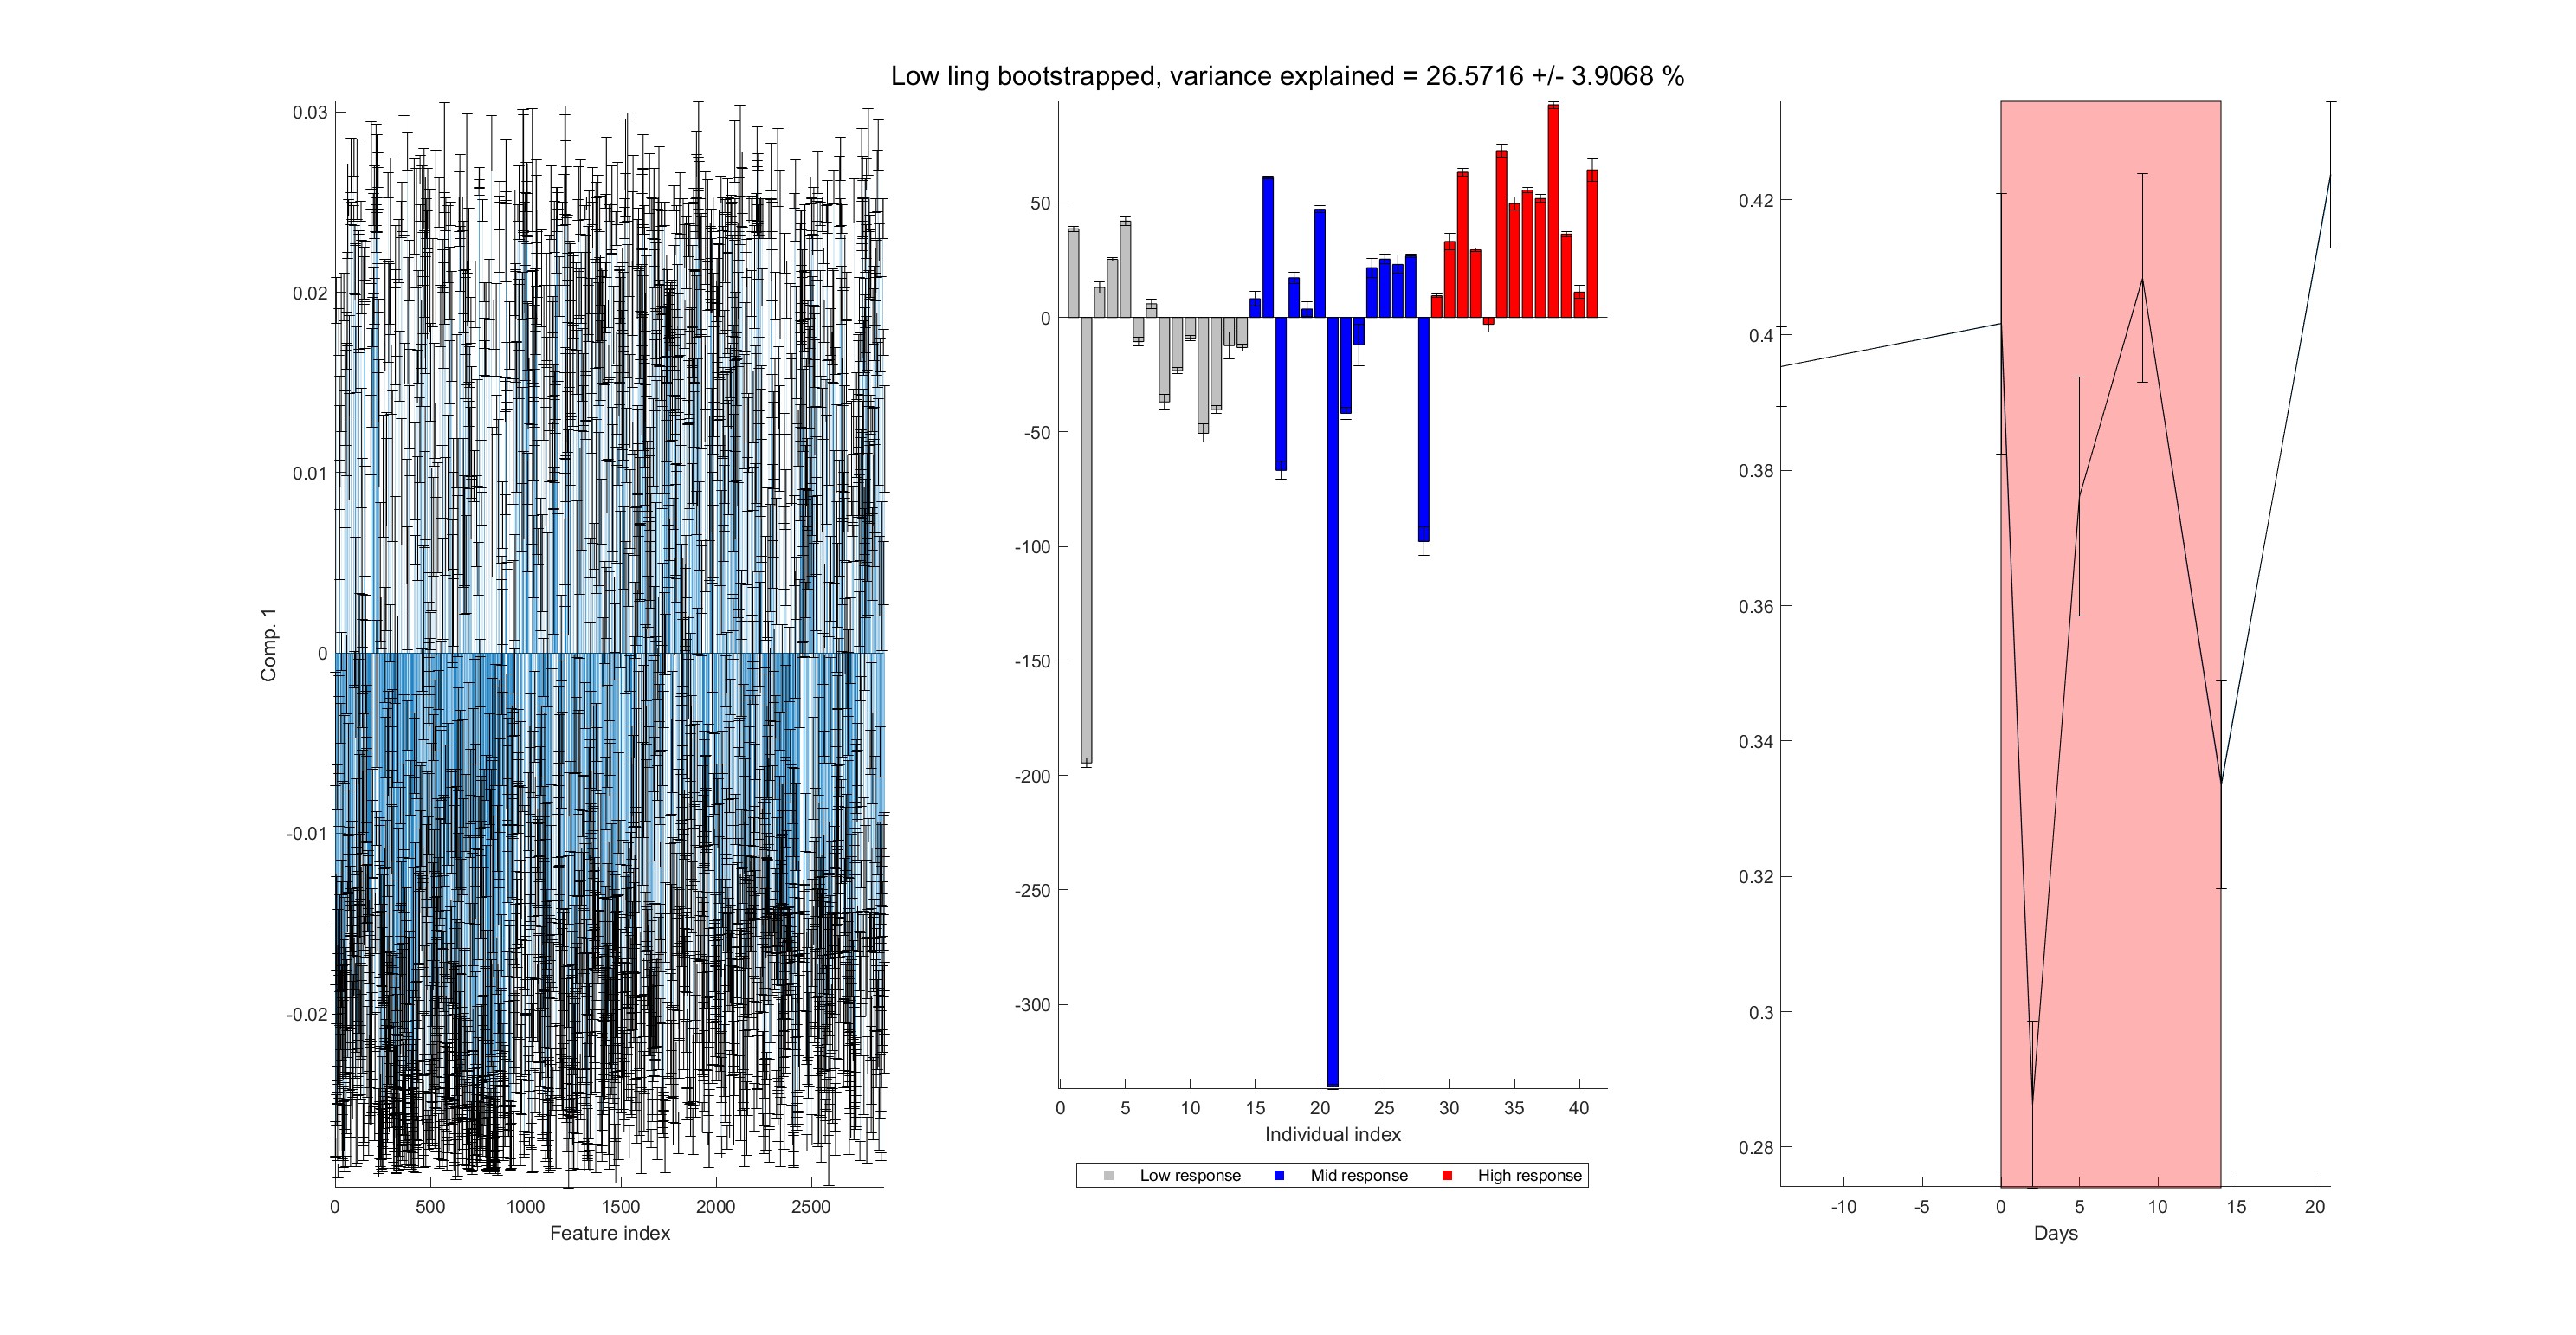 Low ling bootstrapped, variance explained = 26.5716 +/- 3.9068 %
Comp. 1
0.03
0.02
0.01
0
-0.01
-0.02
0 500 1000 1500 2000 2500
Feature index
50
0
-50
-100
-150
-200
-250
-300
0 5 10 15 20 25 30 35 40
Individual index
Low response Mid response High response
0.42
0.4
0.38
0.36
0.34
0.32
0.3
0.28
-10 -5 0 5 10 15 20
Days